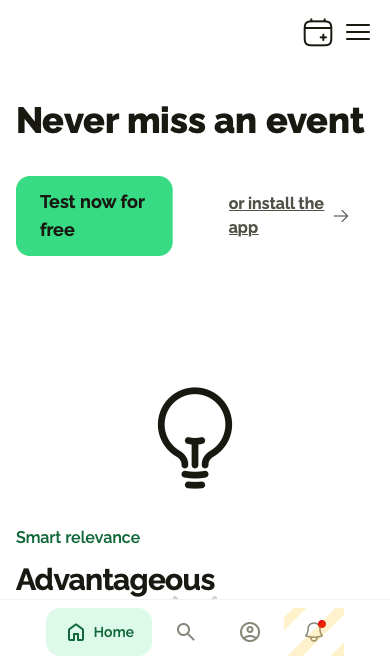 Never miss an event
Test now for
free
or install the
app
Smart relevance
Advantageous
Home